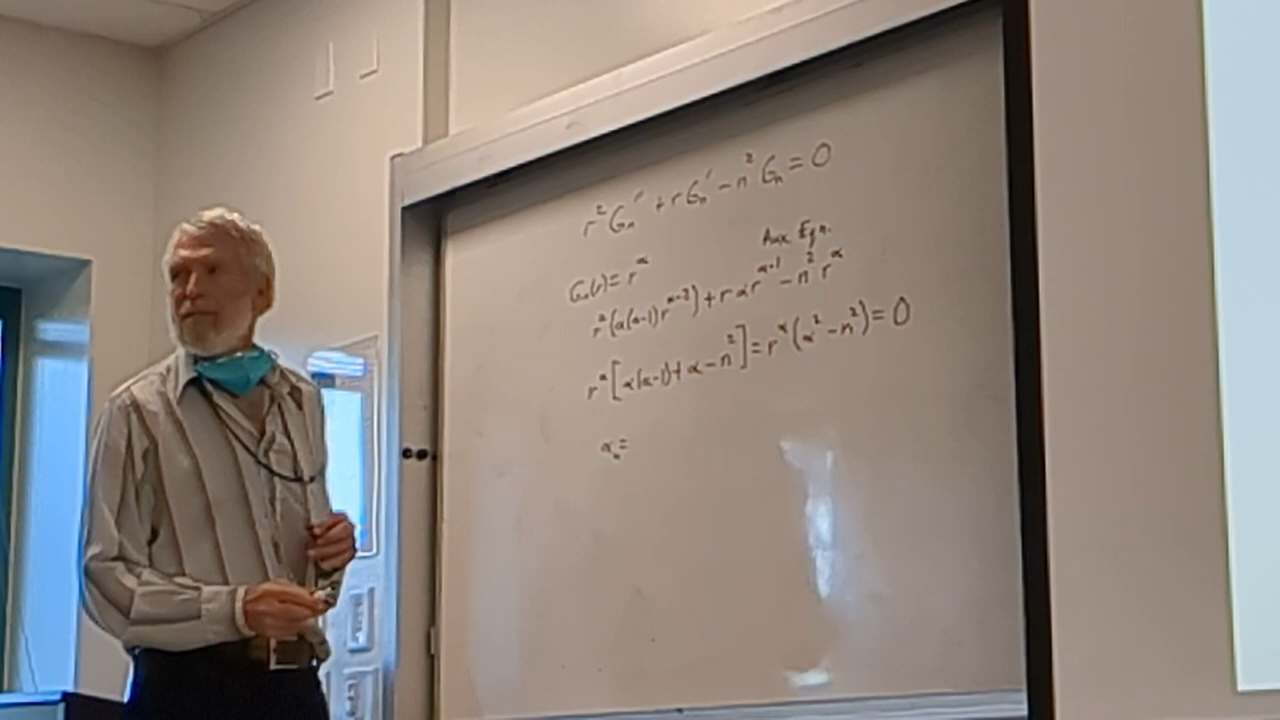 r²Gₙ'' + rGₙ' − n²Gₙ = 0
Aux Eqn.
Gₙ(r) = r^α
r²(α(α−1)r^(α−2)) + rαr^(α−1) − n²r^α
r^α[α(α−1)+α−n²] = r^α(α²−n²) = 0
αₙ =